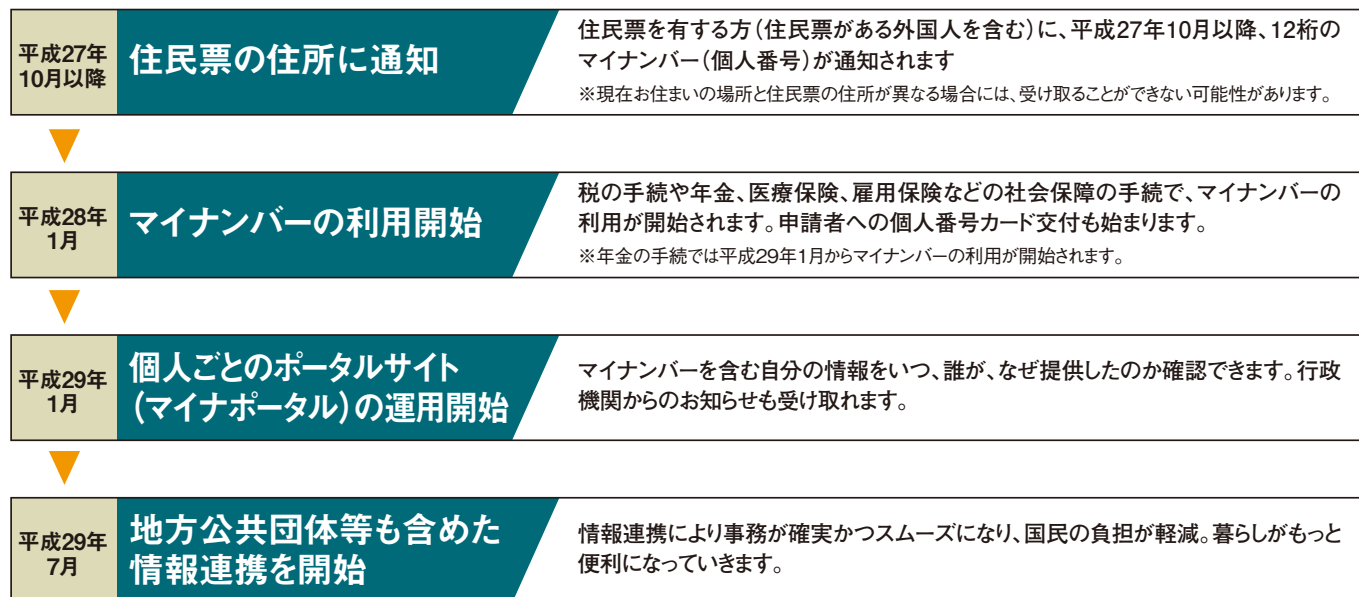 平成27年
10月以降
住民票の住所に通知
住民票を有する方（住民票がある外国人を含む）に、平成27年10月以降、12桁の
マイナンバー（個人番号）が通知されます
※現在お住まいの場所と住民票の住所が異なる場合には、受け取ることができない可能性があります。
平成28年
1月
マイナンバーの利用開始
税の手続や年金、医療保険、雇用保険などの社会保障の手続で、マイナンバーの
利用が開始されます。申請者への個人番号カード交付も始まります。
※年金の手続では平成29年1月からマイナンバーの利用が開始されます。
平成29年
1月
個人ごとのポータルサイト
（マイナポータル）の運用開始
マイナンバーを含む自分の情報をいつ、誰が、なぜ提供したのか確認できます。行政
機関からのお知らせも受け取れます。
平成29年
7月
地方公共団体等も含めた
情報連携を開始
情報連携により事務が確実かつスムーズになり、国民の負担が軽減。暮らしがもっと
便利になっていきます。